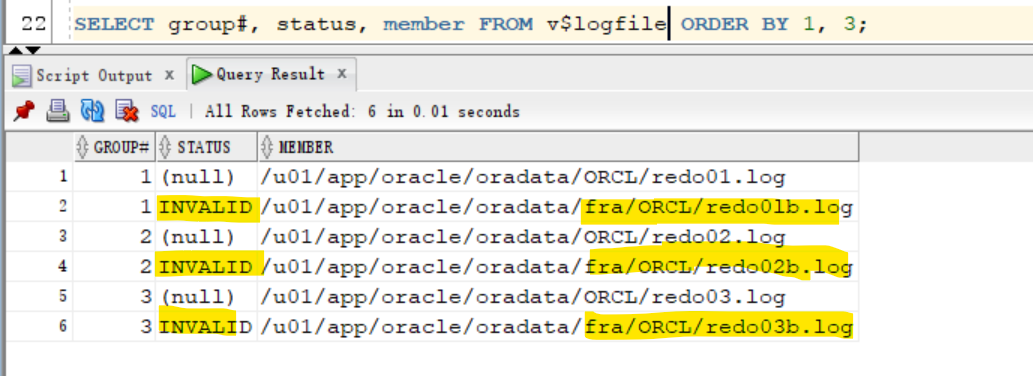 22 SELECT group#, status, member FROM v$logfile ORDER BY 1, 3;
Script Output x Query Result x
SQL | All Rows Fetched: 6 in 0.01 seconds
GROUP# STATUS MEMBER
1 1 (null) /u01/app/oracle/oradata/ORCL/redo01.log
2 1 INVALID /u01/app/oracle/oradata/fra/ORCL/redo01b.log
3 2 (null) /u01/app/oracle/oradata/ORCL/redo02.log
4 2 INVALID /u01/app/oracle/oradata/fra/ORCL/redo02b.log
5 3 (null) /u01/app/oracle/oradata/ORCL/redo03.log
6 3 INVALID /u01/app/oracle/oradata/fra/ORCL/redo03b.log